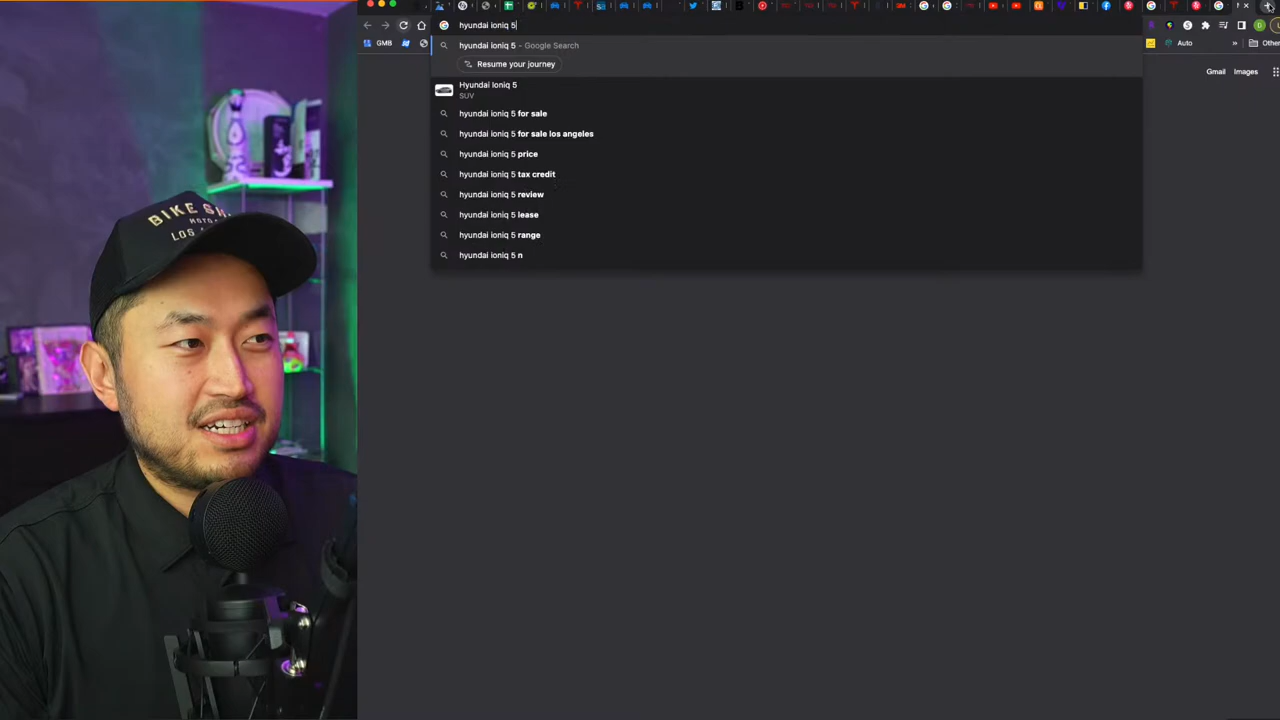 hyundai ioniq 5
GMB
Auto
Other
hyundai ioniq 5 - Google Search
Resume your journey
Gmail
Images
Hyundai Ioniq 5
SUV
hyundai ioniq 5 for sale
hyundai ioniq 5 for sale los angeles
hyundai ioniq 5 price
hyundai ioniq 5 tax credit
hyundai ioniq 5 review
hyundai ioniq 5 lease
hyundai ioniq 5 range
hyundai ioniq 5 n
BIKE
LOS